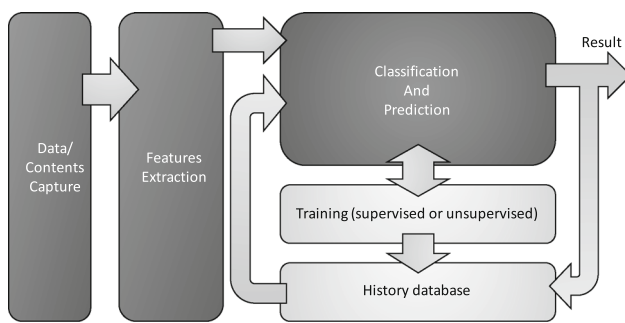 Data/
Contents
Capture
Features
Extraction
Classification
And
Prediction
Result
Training (supervised or unsupervised)
History database